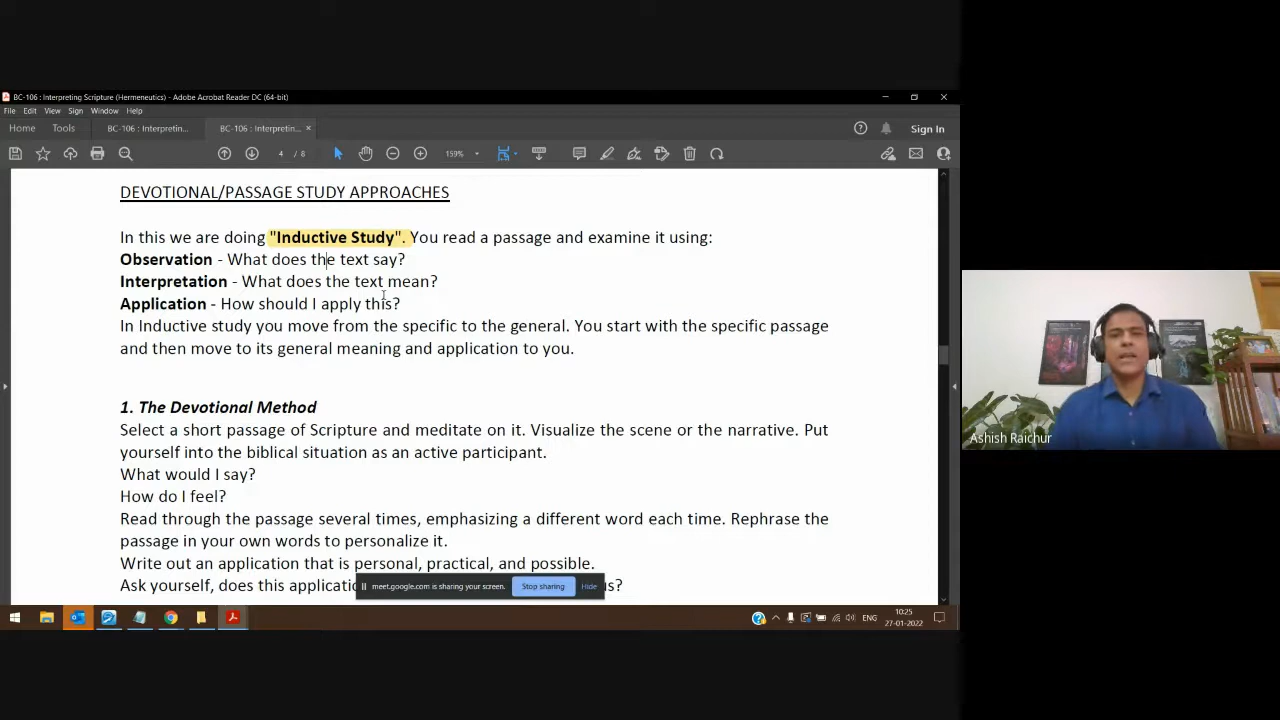 BC-106 : Interpreting Scripture (Hermeneutics) - Adobe Acrobat Reader DC (64-bit)
File Edit View Sign Window Help
Home Tools BC-106 : Interpretin... BC-106 : Interpretin... × Sign In
4 / 8 159%
DEVOTIONAL/PASSAGE STUDY APPROACHES
In this we are doing "Inductive Study". You read a passage and examine it using:
Observation - What does the text say?
Interpretation - What does the text mean?
Application - How should I apply this?
In Inductive study you move from the specific to the general. You start with the specific passage
and then move to its general meaning and application to you.
1. The Devotional Method
Select a short passage of Scripture and meditate on it. Visualize the scene or the narrative. Put
yourself into the biblical situation as an active participant.
What would I say?
How do I feel?
Read through the passage several times, emphasizing a different word each time. Rephrase the
passage in your own words to personalize it.
Write out an application that is personal, practical, and possible.
Ask yourself, does this applicatio
meet.google.com is sharing your screen. Stop sharing Hide
s?
ENG
10:25
27-01-2022
Ashish Raichur